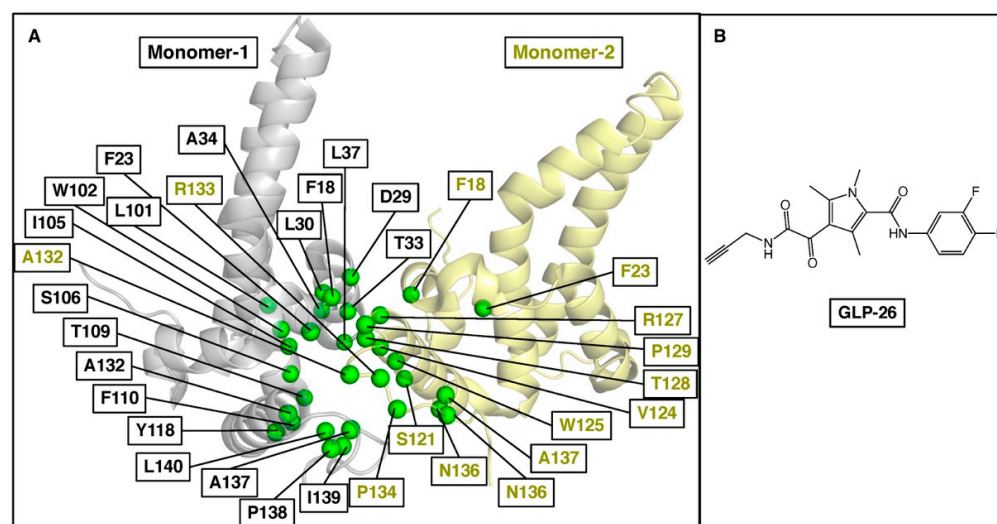 A
Monomer-1
Monomer-2
B
A34
L37
F23
R133
F18
D29
F18
W102
L101
L30
T33
I105
A132
F23
S106
R127
T109
P129
A132
T128
F110
V124
Y118
W125
S121
L140
N136
A137
A137
I139
P134
N136
P138
N
O
F
O
NH
N
H
O
GLP-26